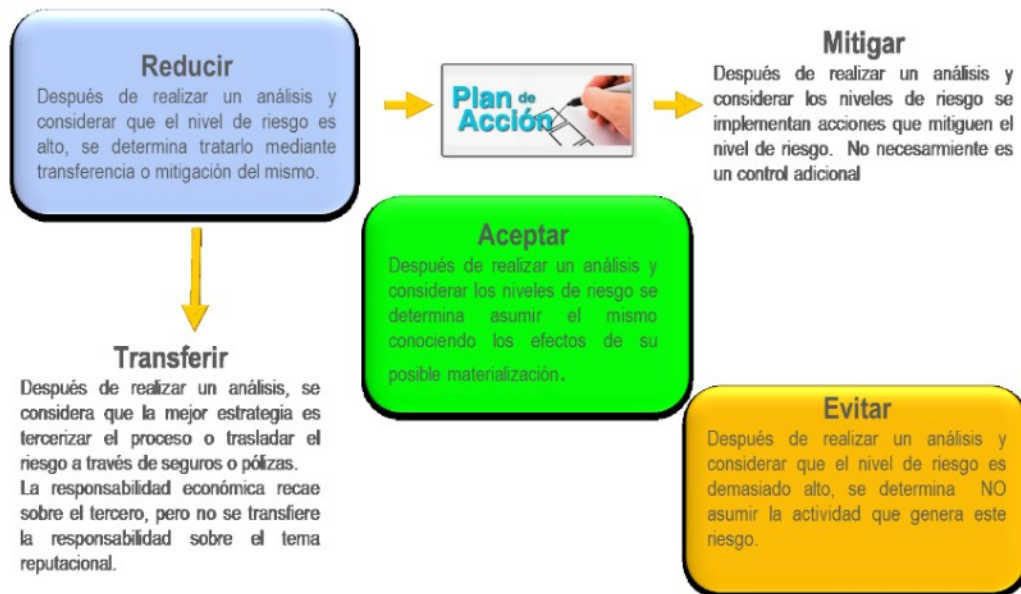 Reducir
Después de realizar un análisis y
considerar que el nivel de riesgo es
alto, se determina tratarlo mediante
transferencia o mitigación del mismo.
Plan de
Acción
Mitigar
Después de realizar un análisis y
considerar los niveles de riesgo se
implementan acciones que mitiguen el
nivel de riesgo. No necesarmiente es
un control adicional
Aceptar
Después de realizar un análisis y
considerar los niveles de riesgo se
determina asumir el mismo
conociendo los efectos de su
posible materialización.
Transferir
Después de realizar un análisis, se
considera que la mejor estrategia es
tercerizar el proceso o trasladar el
riesgo a través de seguros o pólizas.
La responsabilidad económica recae
sobre el tercero, pero no se transfiere
la responsabilidad sobre el tema
reputacional.
Evitar
Después de realizar un análisis y
considerar que el nivel de riesgo es
demasiado alto, se determina NO
asumir la actividad que genera este
riesgo.